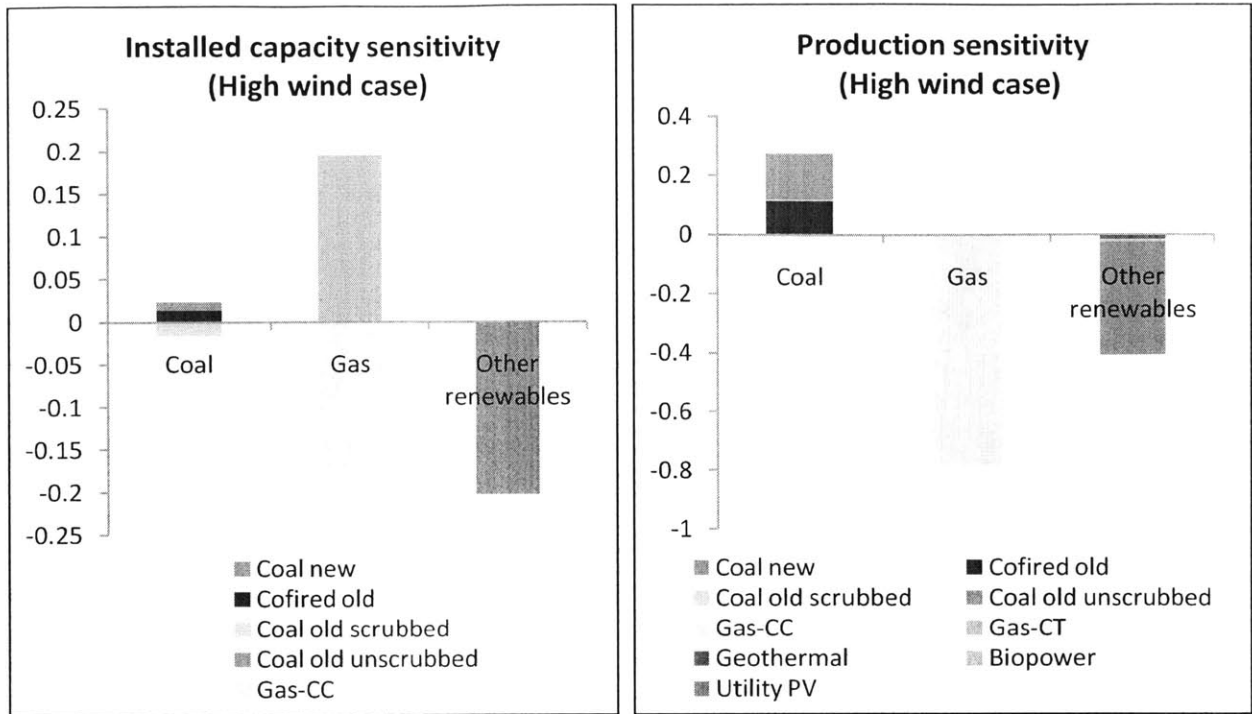 Installed capacity sensitivity
(High wind case)
0.25
0.2
0.15
0.1
0.05
0
-0.05
-0.1
-0.15
-0.2
-0.25
Coal
Gas
Other
renewables
Coal new
Cofired old
Coal old scrubbed
Coal old unscrubbed
Gas-CC
Production sensitivity
(High wind case)
0.4
0.2
0
-0.2
-0.4
-0.6
-0.8
-1
Coal
Gas
Other
renewables
Coal new
Cofired old
Coal old scrubbed
Coal old unscrubbed
Gas-CC
Gas-CT
Geothermal
Biopower
Utility PV